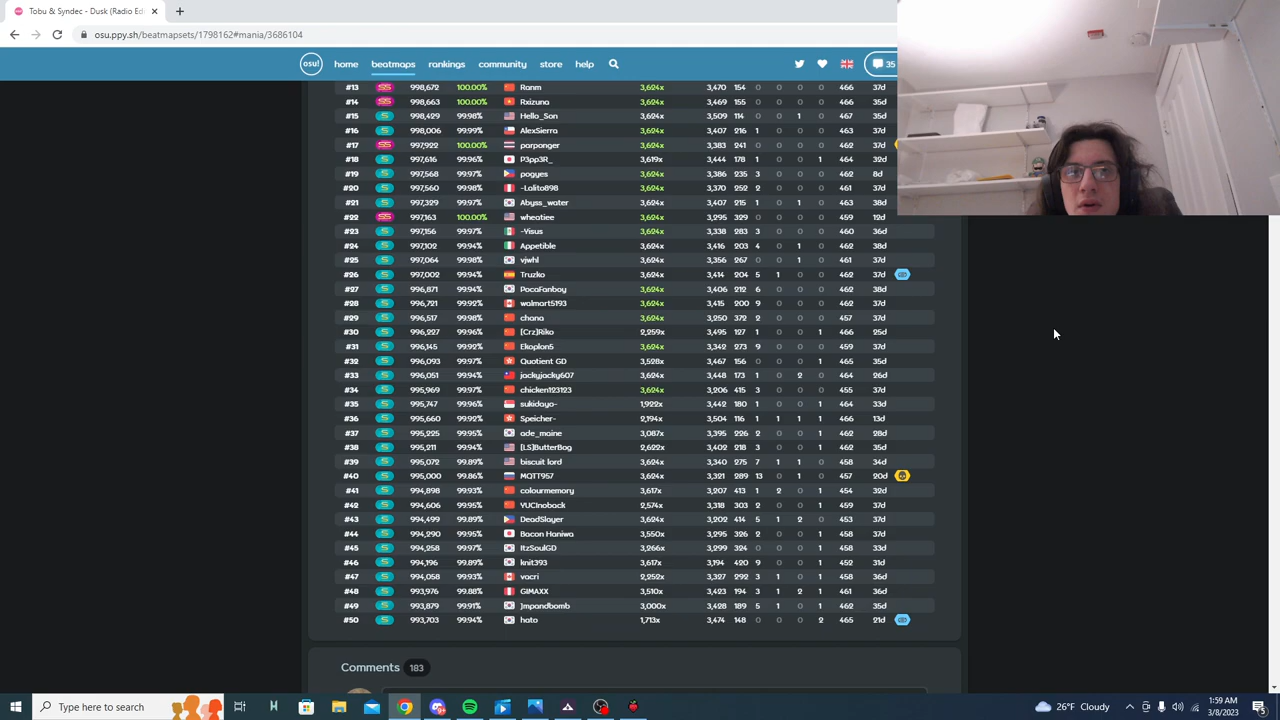 Tobu & Syndec - Dusk (Radio Ed
osu.ppy.sh/beatmapsets/1798162#mania/3686104
osu! home beatmaps rankings community store help 35
#13 SS 998,672 100.00% Ranm 3,624x 3,470 154 0 0 0 0 466 37d
#14 SS 998,663 100.00% Rxizuna 3,624x 3,469 155 0 0 0 0 466 35d
#15 S 998,429 99.98% Hello_Son 3,624x 3,509 114 0 0 1 0 467 35d
#16 S 998,006 99.99% AlexSierra 3,624x 3,407 216 1 0 0 0 463 37d
#17 SS 997,922 100.00% parponger 3,624x 3,383 241 0 0 0 0 462 37d
#18 S 997,616 99.96% P3pp3R_ 3,619x 3,444 178 1 0 0 1 464 32d
#19 S 997,568 99.97% pogyes 3,624x 3,386 235 3 0 0 0 462 8d
#20 S 997,560 99.98% -Lalito898 3,624x 3,370 252 2 0 0 0 461 37d
#21 S 997,329 99.97% Abyss_water 3,624x 3,407 215 1 0 1 0 463 38d
#22 SS 997,163 100.00% wheatiee 3,624x 3,295 329 0 0 0 0 459 12d
#23 S 997,156 99.97% -Visus 3,624x 3,338 283 3 0 0 0 460 36d
#24 S 997,102 99.94% Appetible 3,624x 3,416 203 4 0 1 0 462 38d
#25 S 997,064 99.98% vjwhl 3,624x 3,356 267 0 0 1 0 461 37d
#26 S 997,002 99.94% Truzko 3,624x 3,414 204 5 1 0 0 462 37d
#27 S 996,871 99.94% PocaFanboy 3,624x 3,406 212 6 0 0 0 462 38d
#28 S 996,721 99.92% walmart5193 3,624x 3,415 200 9 0 0 0 462 37d
#29 S 996,517 99.98% chana 3,624x 3,250 372 2 0 0 0 457 37d
#30 S 996,227 99.96% [Crz]Riko 2,259x 3,495 127 1 0 0 1 466 25d
#31 S 996,145 99.92% Ekaplan5 3,624x 3,342 273 9 0 0 0 459 37d
#32 S 996,093 99.97% Quotient GD 3,528x 3,467 156 0 0 0 1 465 35d
#33 S 996,051 99.94% jackyjacky607 3,624x 3,448 173 1 0 2 0 464 26d
#34 S 995,969 99.97% chicken123123 3,624x 3,206 415 3 0 0 0 455 37d
#35 S 995,747 99.96% sukidayo- 1,922x 3,442 180 1 0 0 1 464 33d
#36 S 995,660 99.92% Speicher- 2,194x 3,504 116 1 1 1 1 466 13d
#37 S 995,225 99.95% ade_maine 3,087x 3,395 226 2 0 0 1 462 28d
#38 S 995,211 99.94% [LS]ButterBog 2,622x 3,402 218 3 0 0 1 462 35d
#39 S 995,072 99.89% biscuit lord 3,624x 3,340 275 7 1 1 0 458 34d
#40 S 995,000 99.86% MQTT957 3,624x 3,321 289 13 0 1 0 457 20d
#41 S 994,898 99.93% colourmemory 3,617x 3,207 413 1 2 0 1 454 32d
#42 S 994,606 99.95% YUCInoback 2,574x 3,318 303 2 0 0 1 459 37d
#43 S 994,499 99.89% DeadSlayer 3,624x 3,202 414 5 1 2 0 453 37d
#44 S 994,290 99.95% Bacon Haniwa 3,550x 3,295 326 2 0 0 1 458 37d
#45 S 994,258 99.97% ItzSoulGD 3,266x 3,299 324 0 0 0 1 458 33d
#46 S 994,196 99.89% knit393 3,617x 3,194 420 9 0 0 1 452 31d
#47 S 994,058 99.93% vacri 2,252x 3,327 292 3 1 0 1 458 36d
#48 S 993,976 99.88% GIMAXX 3,510x 3,423 194 3 1 2 1 461 36d
#49 S 993,879 99.91% Jmpandbomb 3,000x 3,428 189 5 1 0 1 462 35d
#50 S 993,703 99.94% hato 1,713x 3,474 148 0 0 0 2 465 21d
Comments 183
Type here to search
26°F Cloudy
1:59 AM
3/8/2023
5